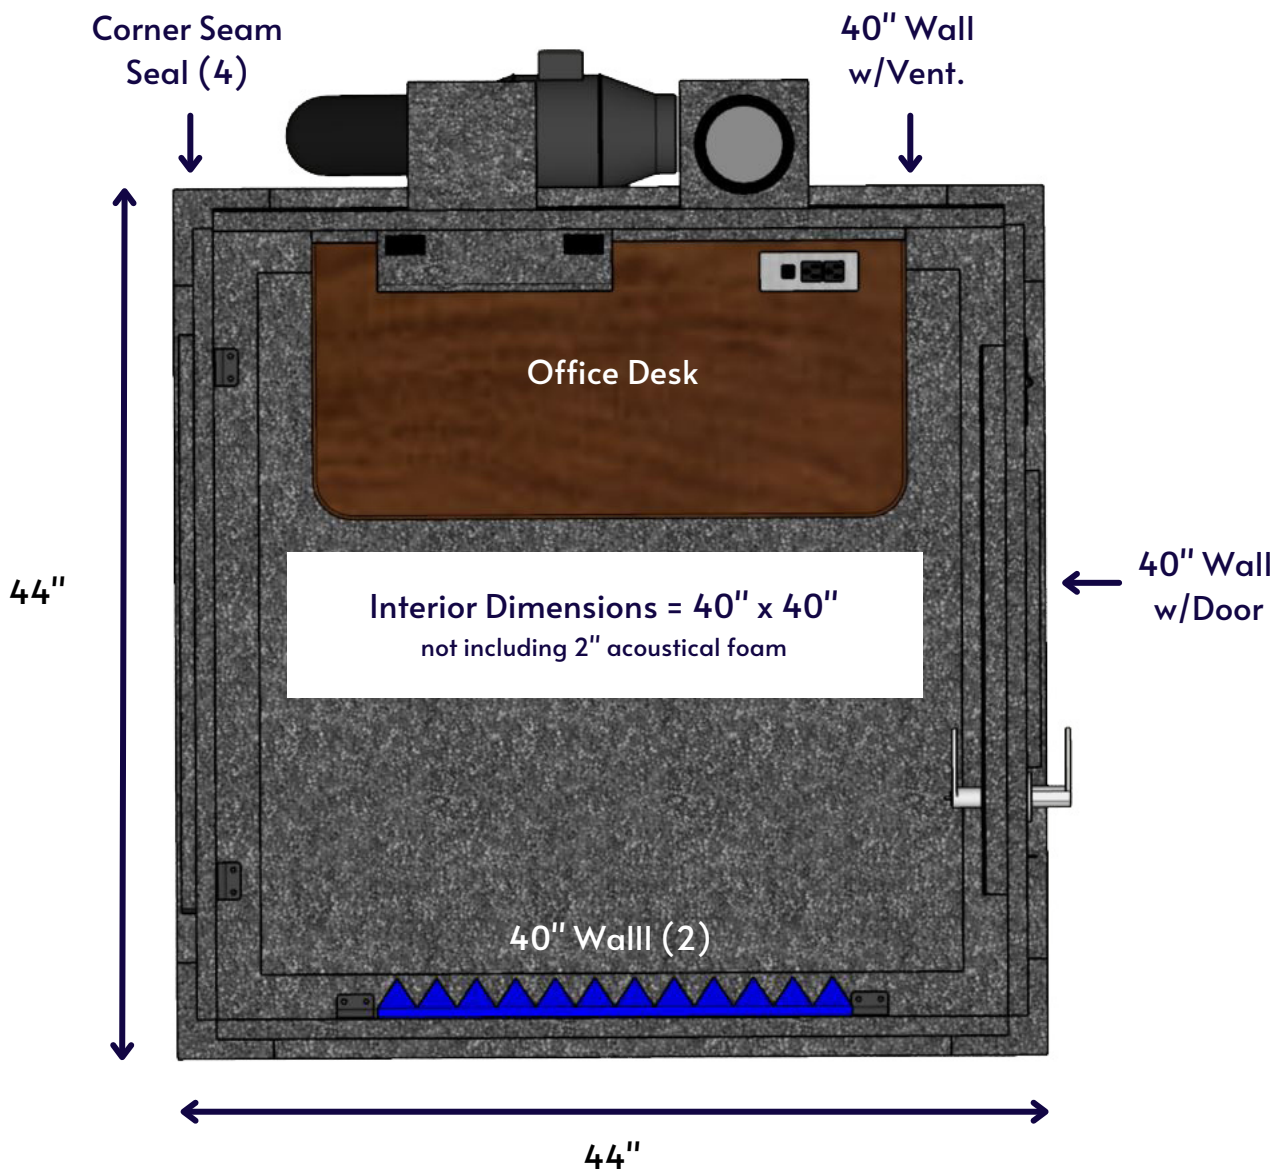 Corner Seam
Seal (4)
40" Wall
w/Vent.
Office Desk
44"
Interior Dimensions = 40" x 40"
not including 2" acoustical foam
40" Wall
w/Door
40" Walll (2)
44"